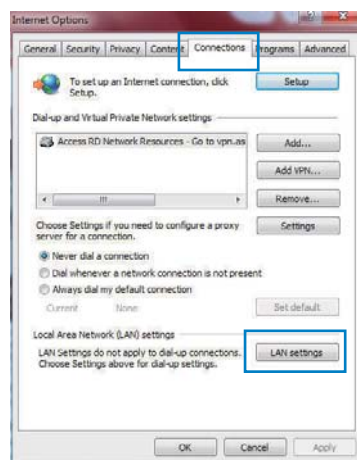 Internet Options
General Security Privacy Content Connections Programs Advanced
To set up an Internet connection, click
Setup.
Setup
Dial-up and Virtual Private Network settings
Access RD Network Resources - Go to vpn.as
Add...
Add VPN...
Remove...
Choose Settings if you need to configure a proxy
server for a connection.
Settings
Never dial a connection
Dial whenever a network connection is not present
Always dial my default connection
Current None
Set default
Local Area Network (LAN) settings
LAN Settings do not apply to dial-up connections.
Choose Settings above for dial-up settings.
LAN settings
OK Cancel Apply